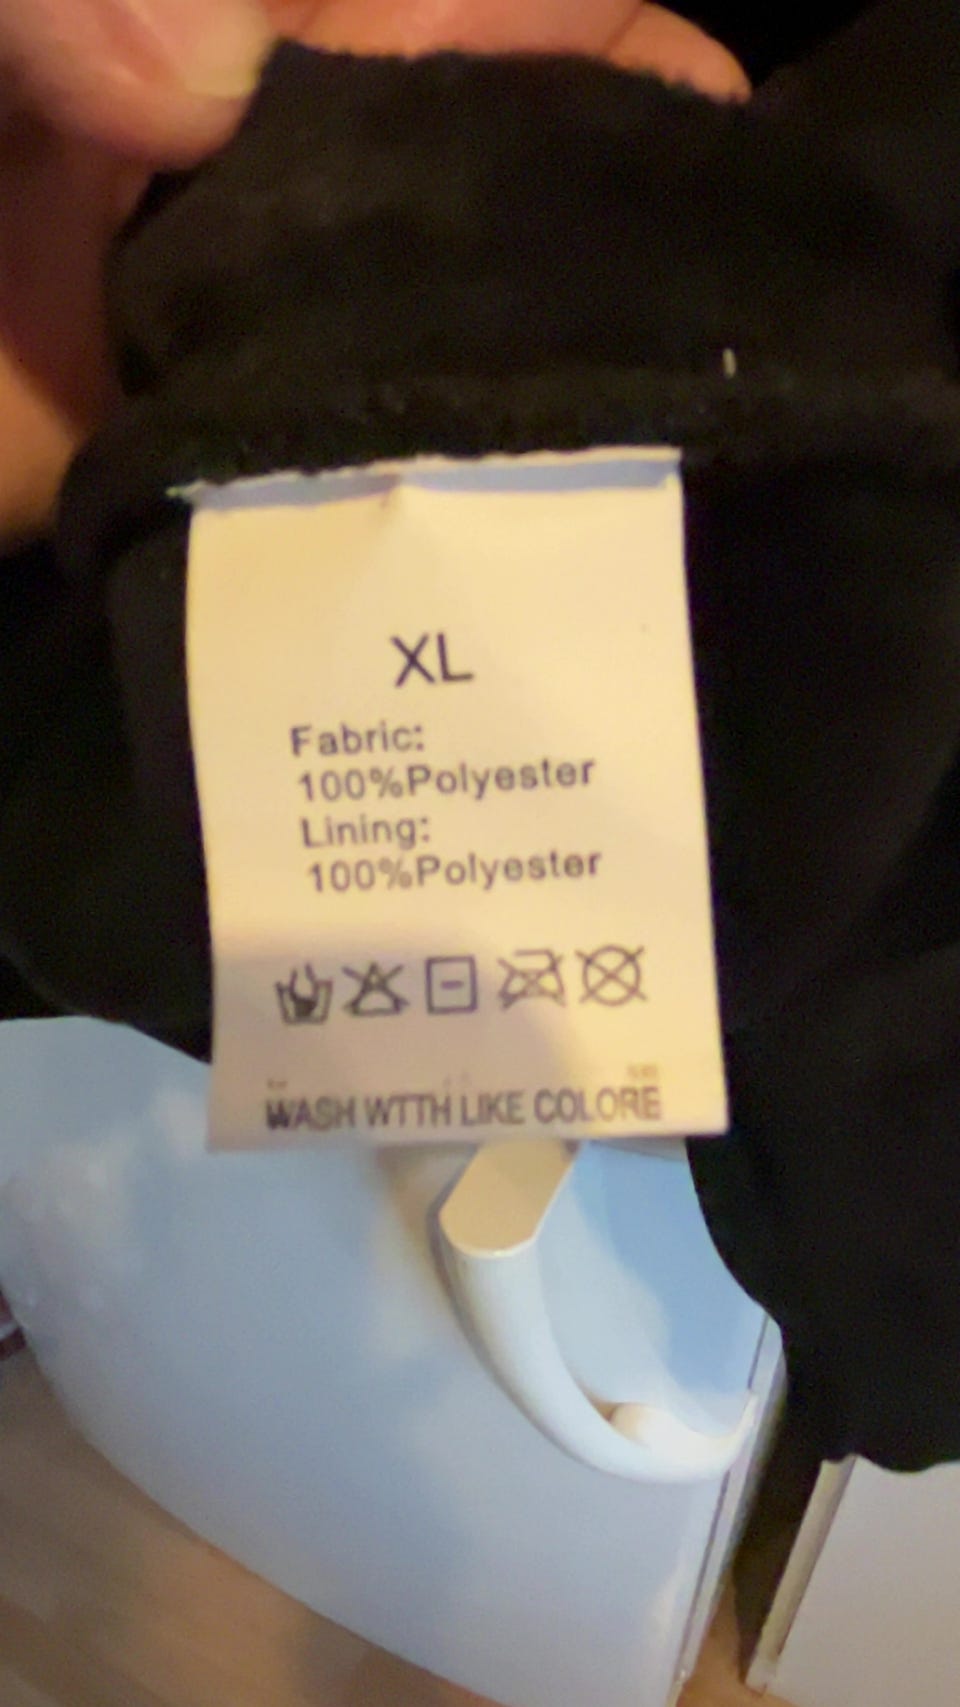 XL
Fabric:
100%Polyester
Lining:
100%Polyester
WASH WTTH LIKE COLORE